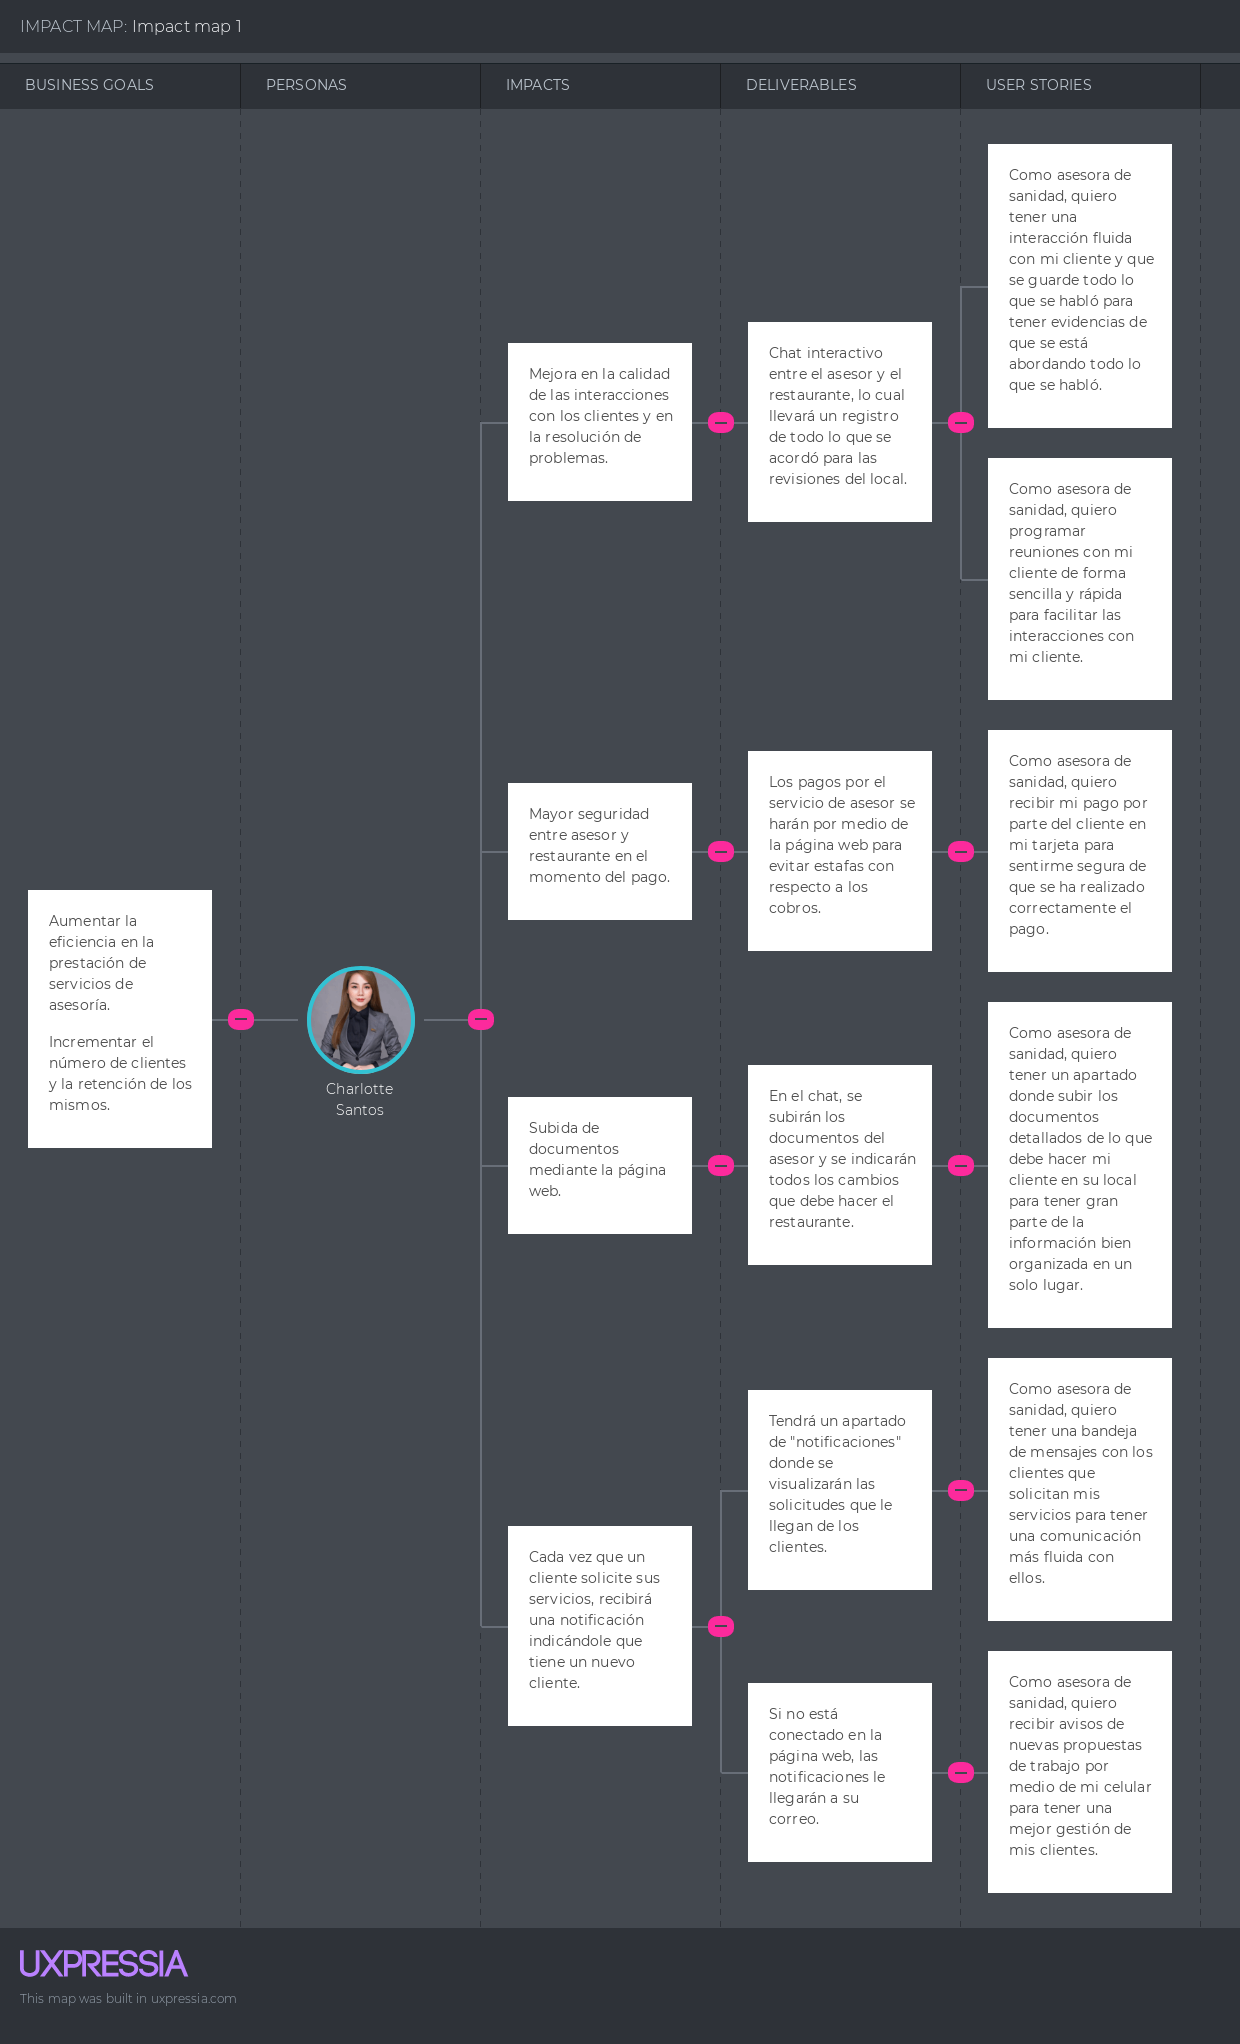 IMPACT MAP: Impact map 1
BUSINESS GOALS
PERSONAS
IMPACTS
DELIVERABLES
USER STORIES
Aumentar la
eficiencia en la
prestación de
servicios de
asesoría.
Incrementar el
número de clientes
y la retención de los
mismos.
Charlotte
Santos
Mejora en la calidad
de las interacciones
con los clientes y en
la resolución de
problemas.
Chat interactivo
entre el asesor y el
restaurante, lo cual
llevará un registro
de todo lo que se
acordó para las
revisiones del local.
Como asesora de
sanidad, quiero
tener una
interacción fluida
con mi cliente y que
se guarde todo lo
que se habló para
tener evidencias de
que se está
abordando todo lo
que se habló.
Como asesora de
sanidad, quiero
programar
reuniones con mi
cliente de forma
sencilla y rápida
para facilitar las
interacciones con
mi cliente.
Mayor seguridad
entre asesor y
restaurante en el
momento del pago.
Los pagos por el
servicio de asesor se
harán por medio de
la página web para
evitar estafas con
respecto a los
cobros.
Como asesora de
sanidad, quiero
recibir mi pago por
parte del cliente en
mi tarjeta para
sentirme segura de
que se ha realizado
correctamente el
pago.
Subida de
documentos
mediante la página
web.
En el chat, se
subirán los
documentos del
asesor y se indicarán
todos los cambios
que debe hacer el
restaurante.
Como asesora de
sanidad, quiero
tener un apartado
donde subir los
documentos
detallados de lo que
debe hacer mi
cliente en su local
para tener gran
parte de la
información bien
organizada en un
solo lugar.
Cada vez que un
cliente solicite sus
servicios, recibirá
una notificación
indicándole que
tiene un nuevo
cliente.
Tendrá un apartado
de "notificaciones"
donde se
visualizarán las
solicitudes que le
llegan de los
clientes.
Como asesora de
sanidad, quiero
tener una bandeja
de mensajes con los
clientes que
solicitan mis
servicios para tener
una comunicación
más fluida con
ellos.
Si no está
conectado en la
página web, las
notificaciones le
llegarán a su
correo.
Como asesora de
sanidad, quiero
recibir avisos de
nuevas propuestas
de trabajo por
medio de mi celular
para tener una
mejor gestión de
mis clientes.
UXPRESSIA
This map was built in uxpressia.com